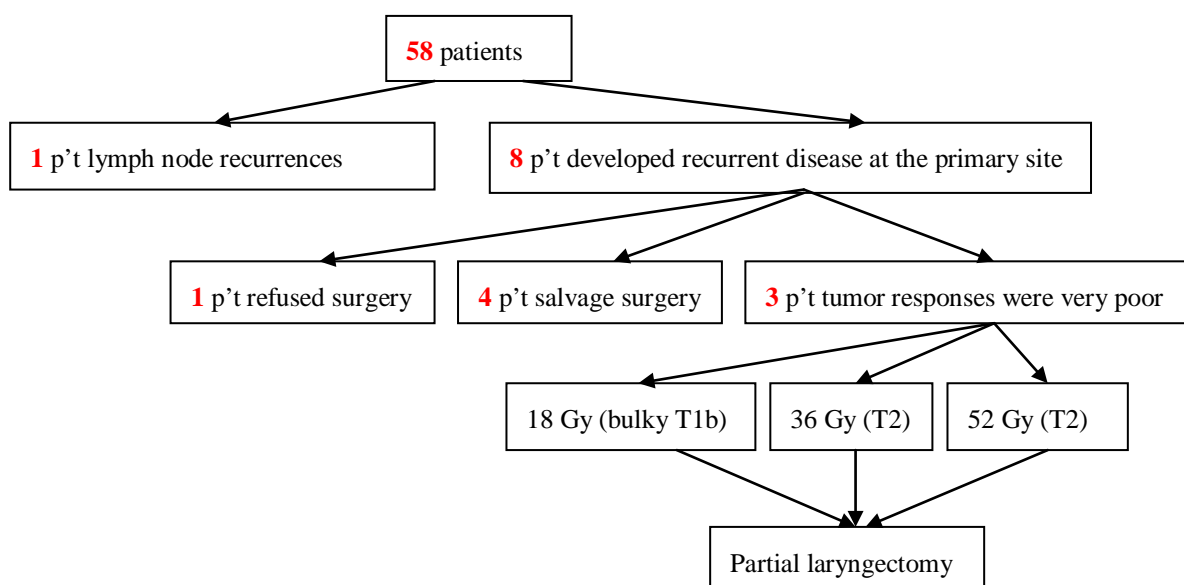 58 patients
1 p’t lymph node recurrences
8 p’t developed recurrent disease at the primary site
1 p’t refused surgery
4 p’t salvage surgery
3 p’t tumor responses were very poor
18 Gy (bulky T1b)
36 Gy (T2)
52 Gy (T2)
Partial laryngectomy